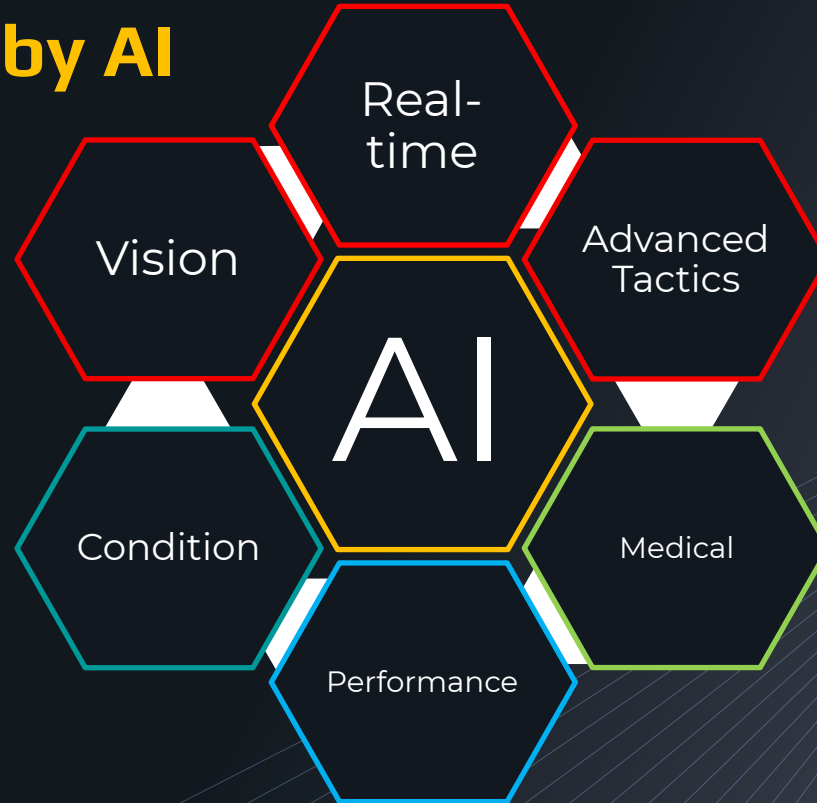 by AI
Real-
time
Vision
Advanced
Tactics
AI
Condition
Medical
Performance